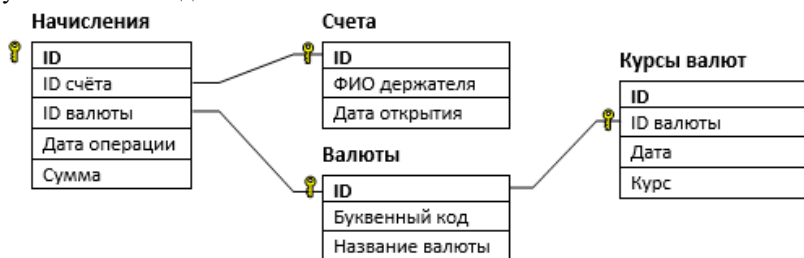 Начисления
ID
ID счёта
ID валюты
Дата операции
Сумма
Счета
ID
ФИО держателя
Дата открытия
Валюты
ID
Буквенный код
Название валюты
Курсы валют
ID
ID валюты
Дата
Курс